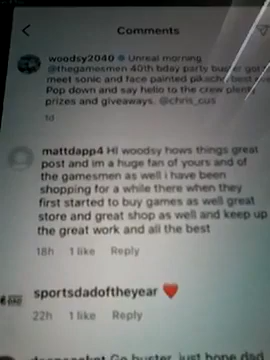 Comments
woodsy2040 Unreal morning
@thegamesmen 40th bday party buster got
meet sonic and face painted pikachu best
Pop down and say hello to the crew plenty
prizes and giveaways. @chris_cus
1d
mattdapp4 Hi woodsy hows things great
post and im a huge fan of yours and of
the gamesmen as well i have been
shopping for a while there when they
first started to buy games as well great
store and great shop as well and keep up
the great work and all the best
18h 1 like Reply
sportsdadoftheyear ❤️
22h 1 like Reply
Go buster, just hope dad